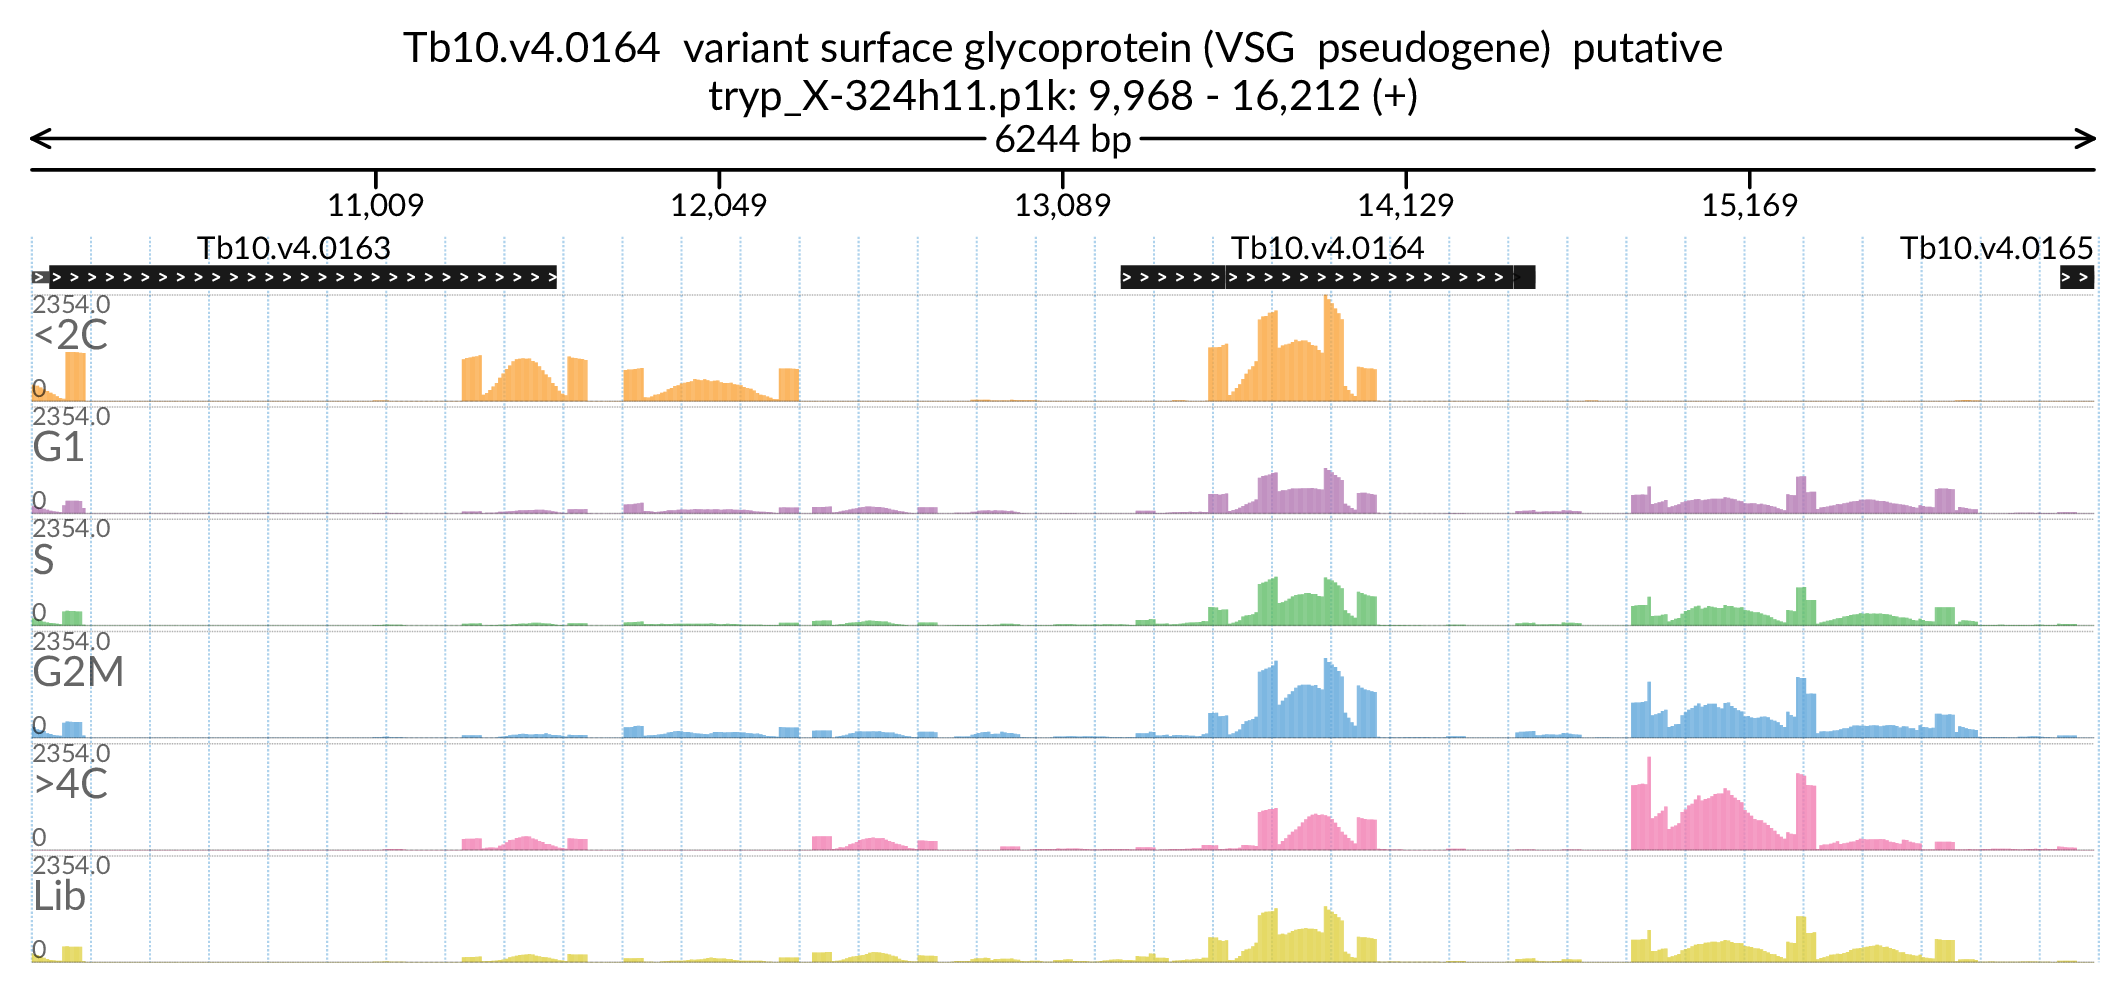 Tb10.v4.0164 variant surface glycoprotein (VSG pseudogene) putative
tryp_X-324h11.p1k: 9,968 - 16,212 (+)
6244 bp
11,009 12,049 13,089 14,129 15,169
Tb10.v4.0163 Tb10.v4.0164 Tb10.v4.0165
2354.0
<2C
0
2354.0
G1
0
2354.0
S
0
2354.0
G2M
0
2354.0
>4C
0
2354.0
Lib
0